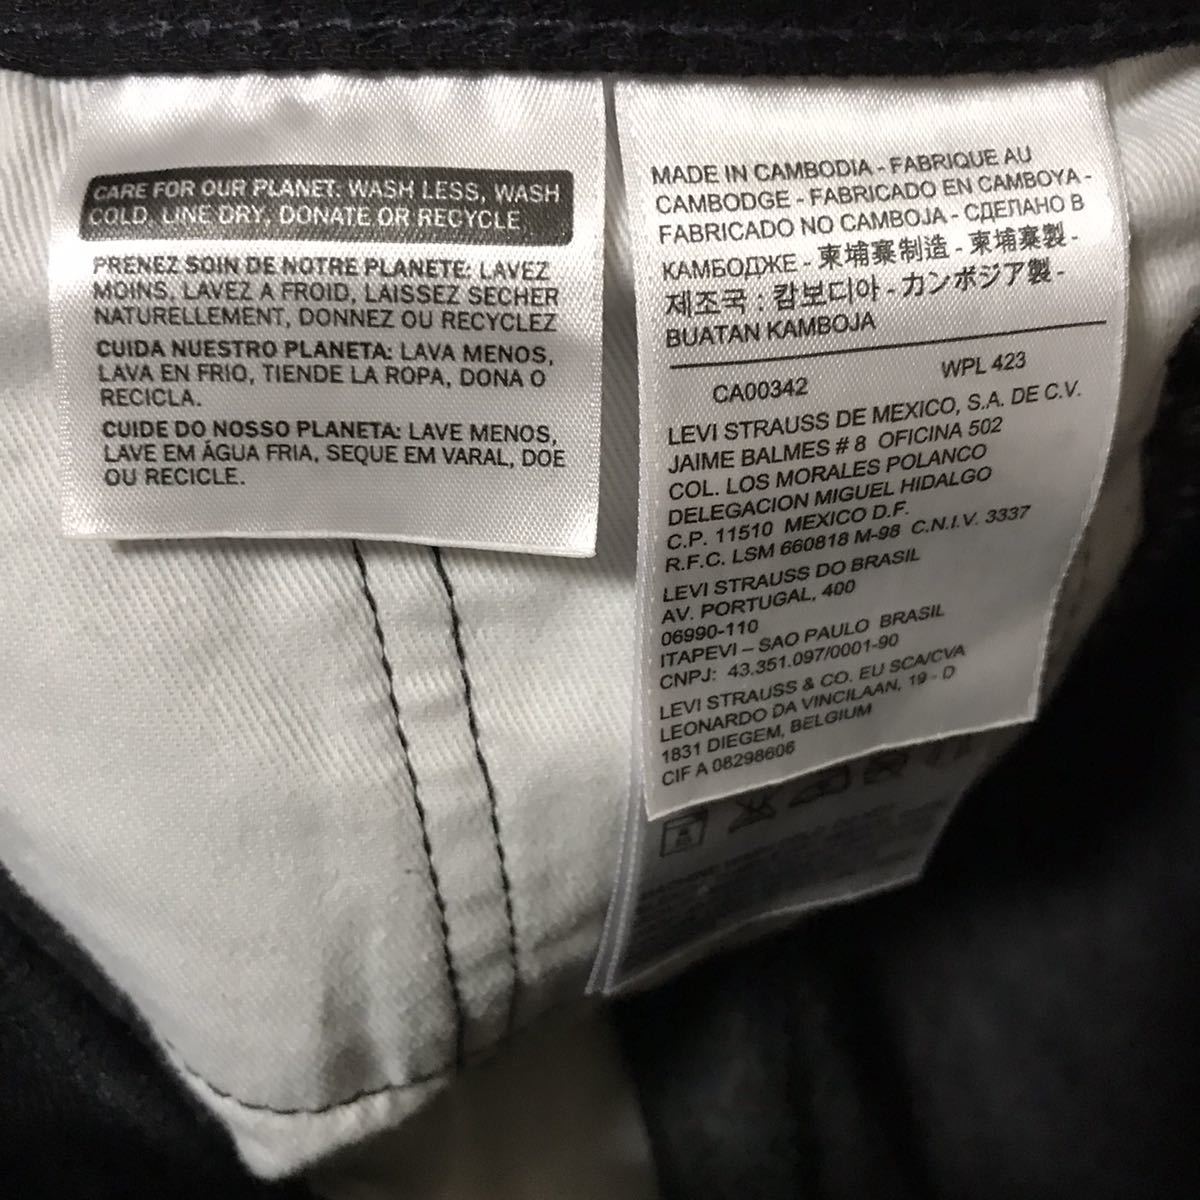 CARE FOR OUR PLANET: WASH LESS, WASH
COLD, LINE DRY, DONATE OR RECYCLE
PRENEZ SOIN DE NOTRE PLANETE: LAVEZ
MOINS, LAVEZ A FROID, LAISSEZ SECHER
NATURELLEMENT, DONNEZ OU RECYCLEZ
CUIDA NUESTRO PLANETA: LAVA MENOS,
LAVA EN FRIO, TIENDE LA ROPA, DONA O
RECICLA.
CUIDE DO NOSSO PLANETA: LAVE MENOS,
LAVE EM ÁGUA FRIA, SEQUE EM VARAL, DOE
OU RECICLE.
MADE IN CAMBODIA - FABRIQUE AU
CAMBODGE - FABRICADO EN CAMBOYA -
FABRICADO NO CAMBOJA - СДЕЛАНО В
КАМБОДЖЕ - 柬埔寨制造 - 柬埔寨製 -
제조국 : 캄보디아 - カンボジア製 -
BUATAN KAMBOJA
CA00342 WPL 423
LEVI STRAUSS DE MEXICO, S.A. DE C.V.
JAIME BALMES # 8 OFICINA 502
COL. LOS MORALES POLANCO
DELEGACION MIGUEL HIDALGO
C.P. 11510 MEXICO D.F.
R.F.C. LSM 660818 M-98 C.N.I.V. 3337
LEVI STRAUSS DO BRASIL
AV. PORTUGAL, 400
06990-110
ITAPEVI – SAO PAULO BRASIL
CNPJ: 43.351.097/0001-90
LEVI STRAUSS & CO. EU SCA/CVA
LEONARDO DA VINCILAAN, 19 - D
1831 DIEGEM, BELGIUM
CIF A 08298606